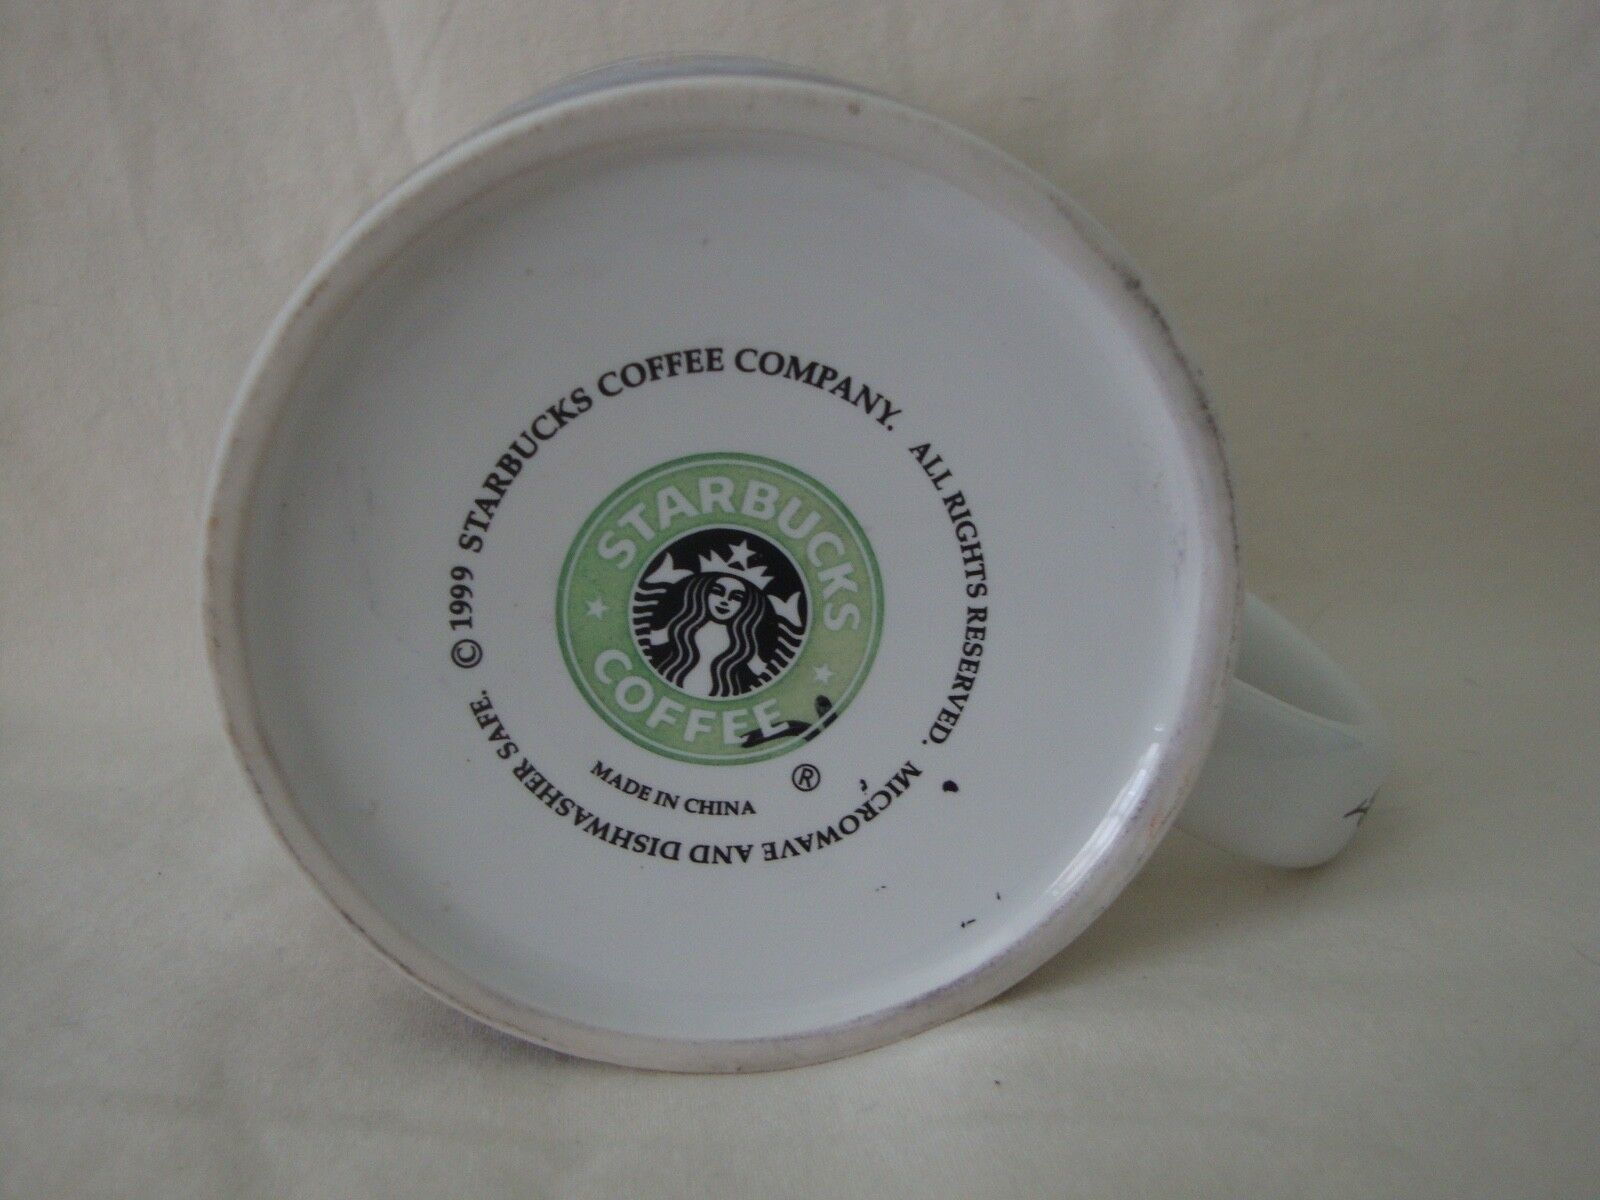 © 1999 STARBUCKS COFFEE COMPANY. ALL RIGHTS RESERVED. MICROWAVE AND DISHWASHER SAFE.
STARBUCKS
COFFEE
®
MADE IN CHINA